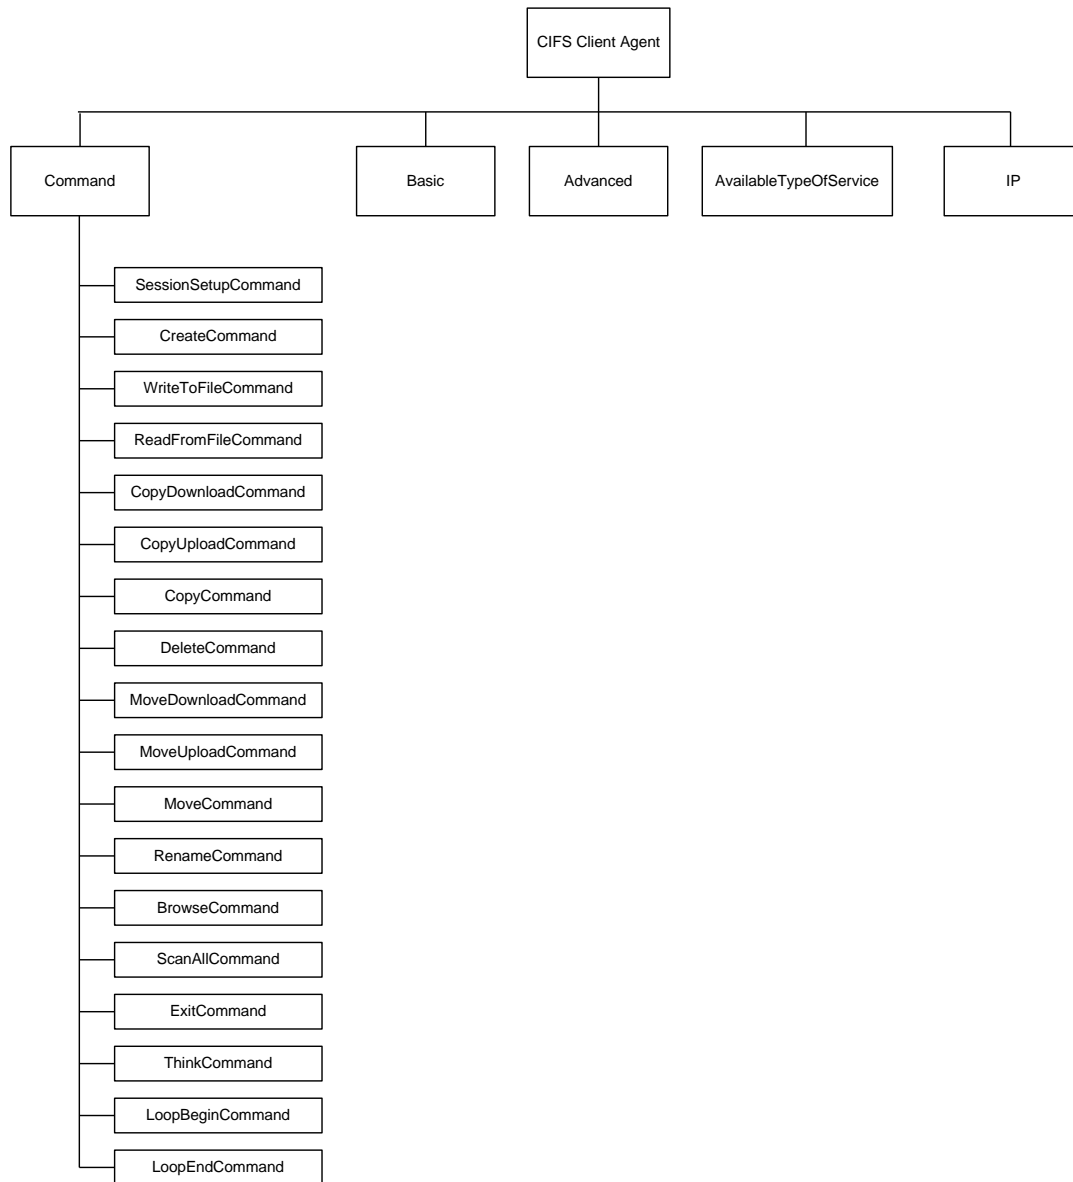 CIFS Client Agent
Command
Basic
Advanced
AvailableTypeOfService
IP
SessionSetupCommand
CreateCommand
WriteToFileCommand
ReadFromFileCommand
CopyDownloadCommand
CopyUploadCommand
CopyCommand
DeleteCommand
MoveDownloadCommand
MoveUploadCommand
MoveCommand
RenameCommand
BrowseCommand
ScanAllCommand
ExitCommand
ThinkCommand
LoopBeginCommand
LoopEndCommand